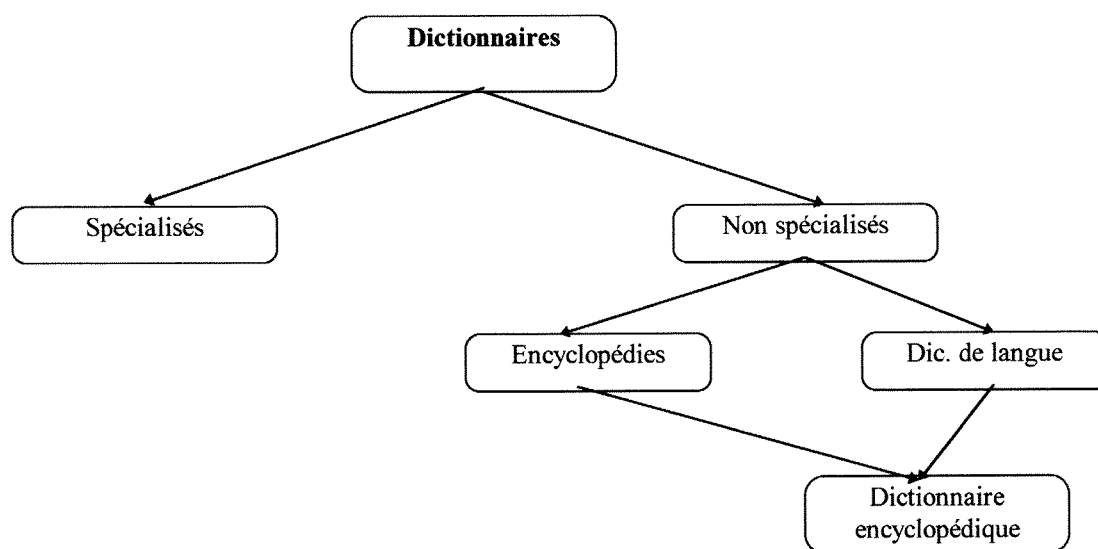 Dictionnaires
Spécialisés
Non spécialisés
Encyclopédies
Dic. de langue
Dictionnaire
encyclopédique